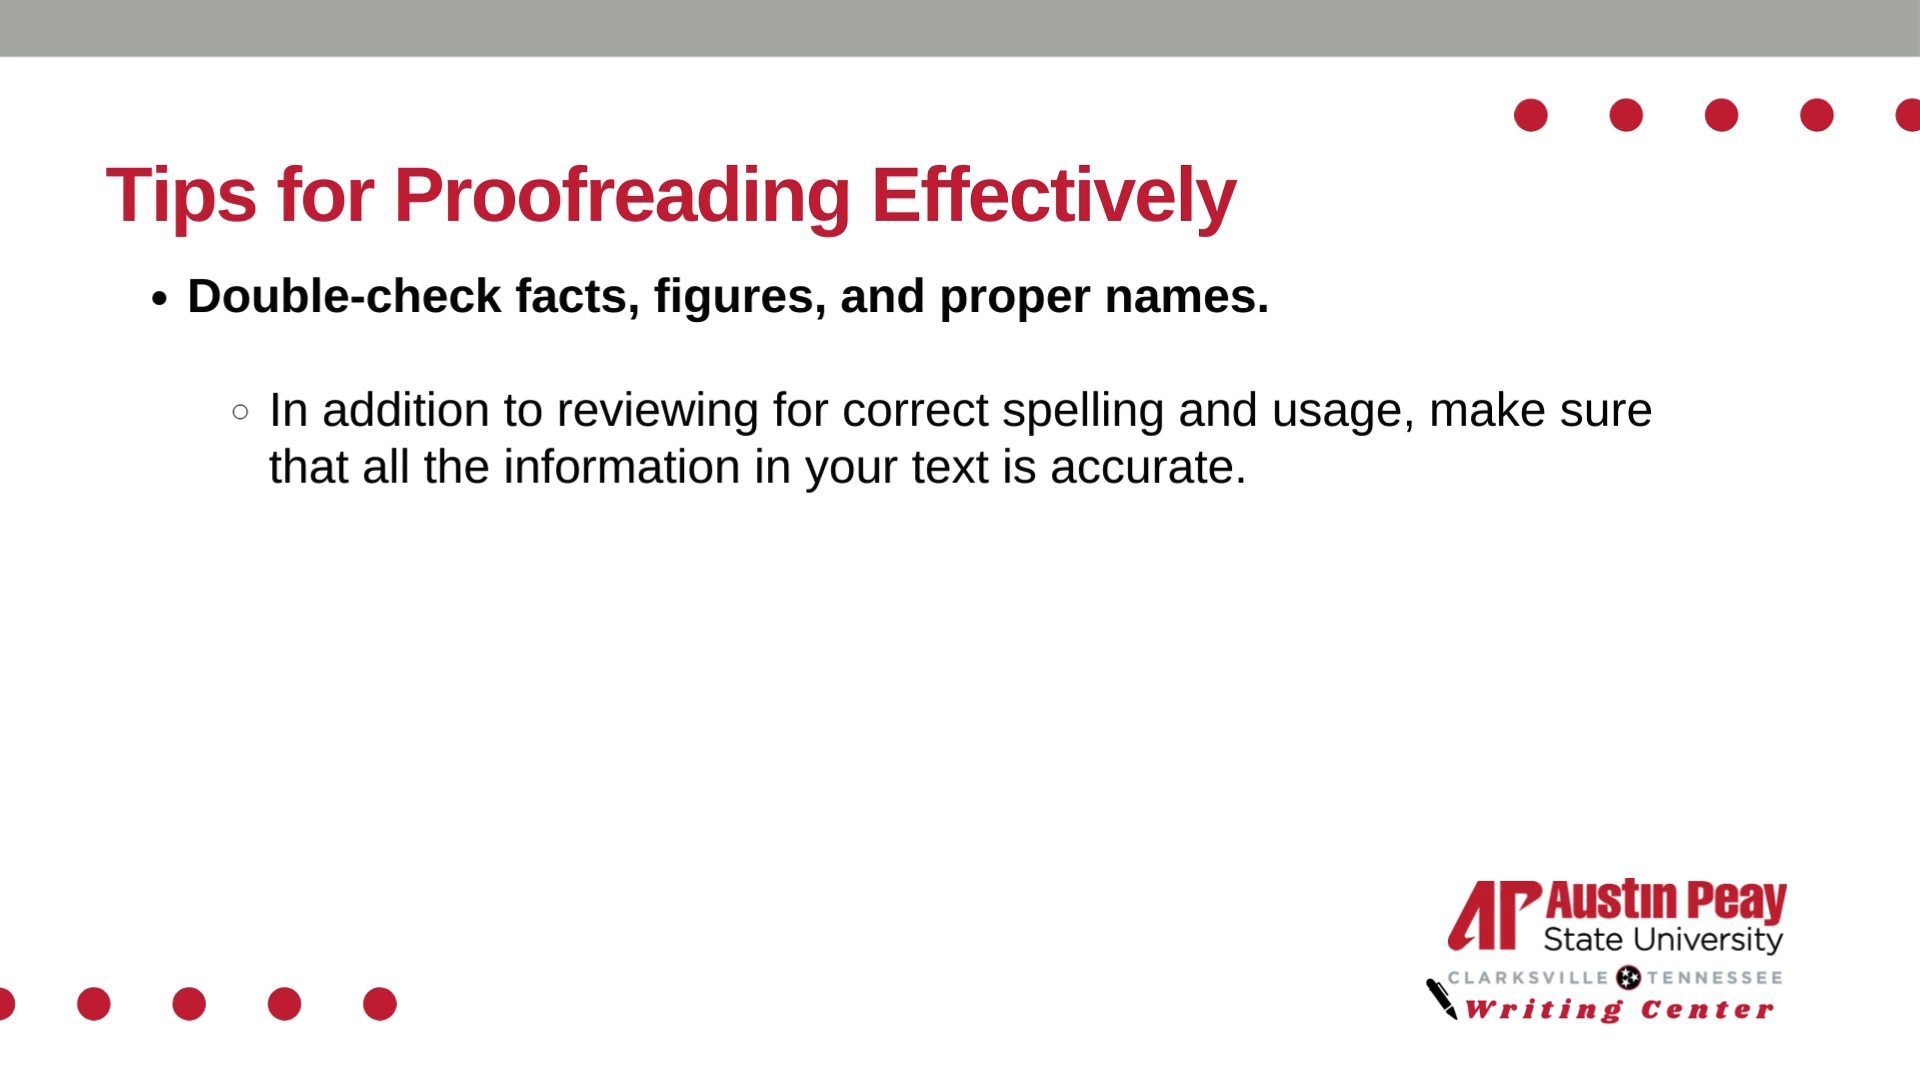 Tips for Proofreading Effectively
• Double-check facts, figures, and proper names.
○ In addition to reviewing for correct spelling and usage, make sure
that all the information in your text is accurate.
AP Austin Peay
State University
CLARKSVILLE TENNESSEE
Writing Center